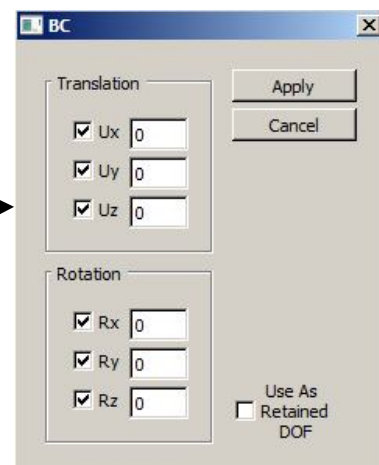 BC
Translation
Ux 0
Uy 0
Uz 0
Apply
Cancel
Rotation
Rx 0
Ry 0
Rz 0
Use As
Retained
DOF